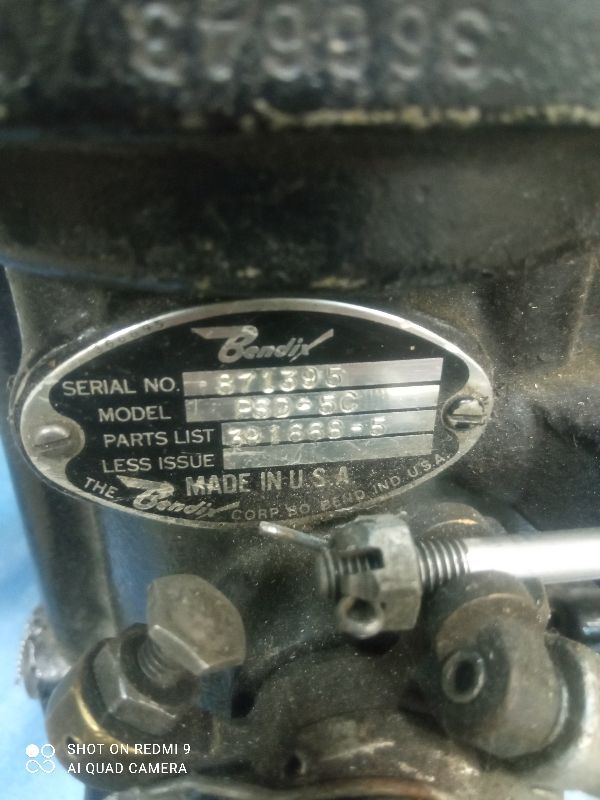 Bendix
SERIAL NO. 871395
MODEL PSD-5C
PARTS LIST 391688-5
LESS ISSUE
MADE IN U.S.A.
THE Bendix CORP SO. BEND, IND U.S.A.
SHOT ON REDMI 9
AI QUAD CAMERA